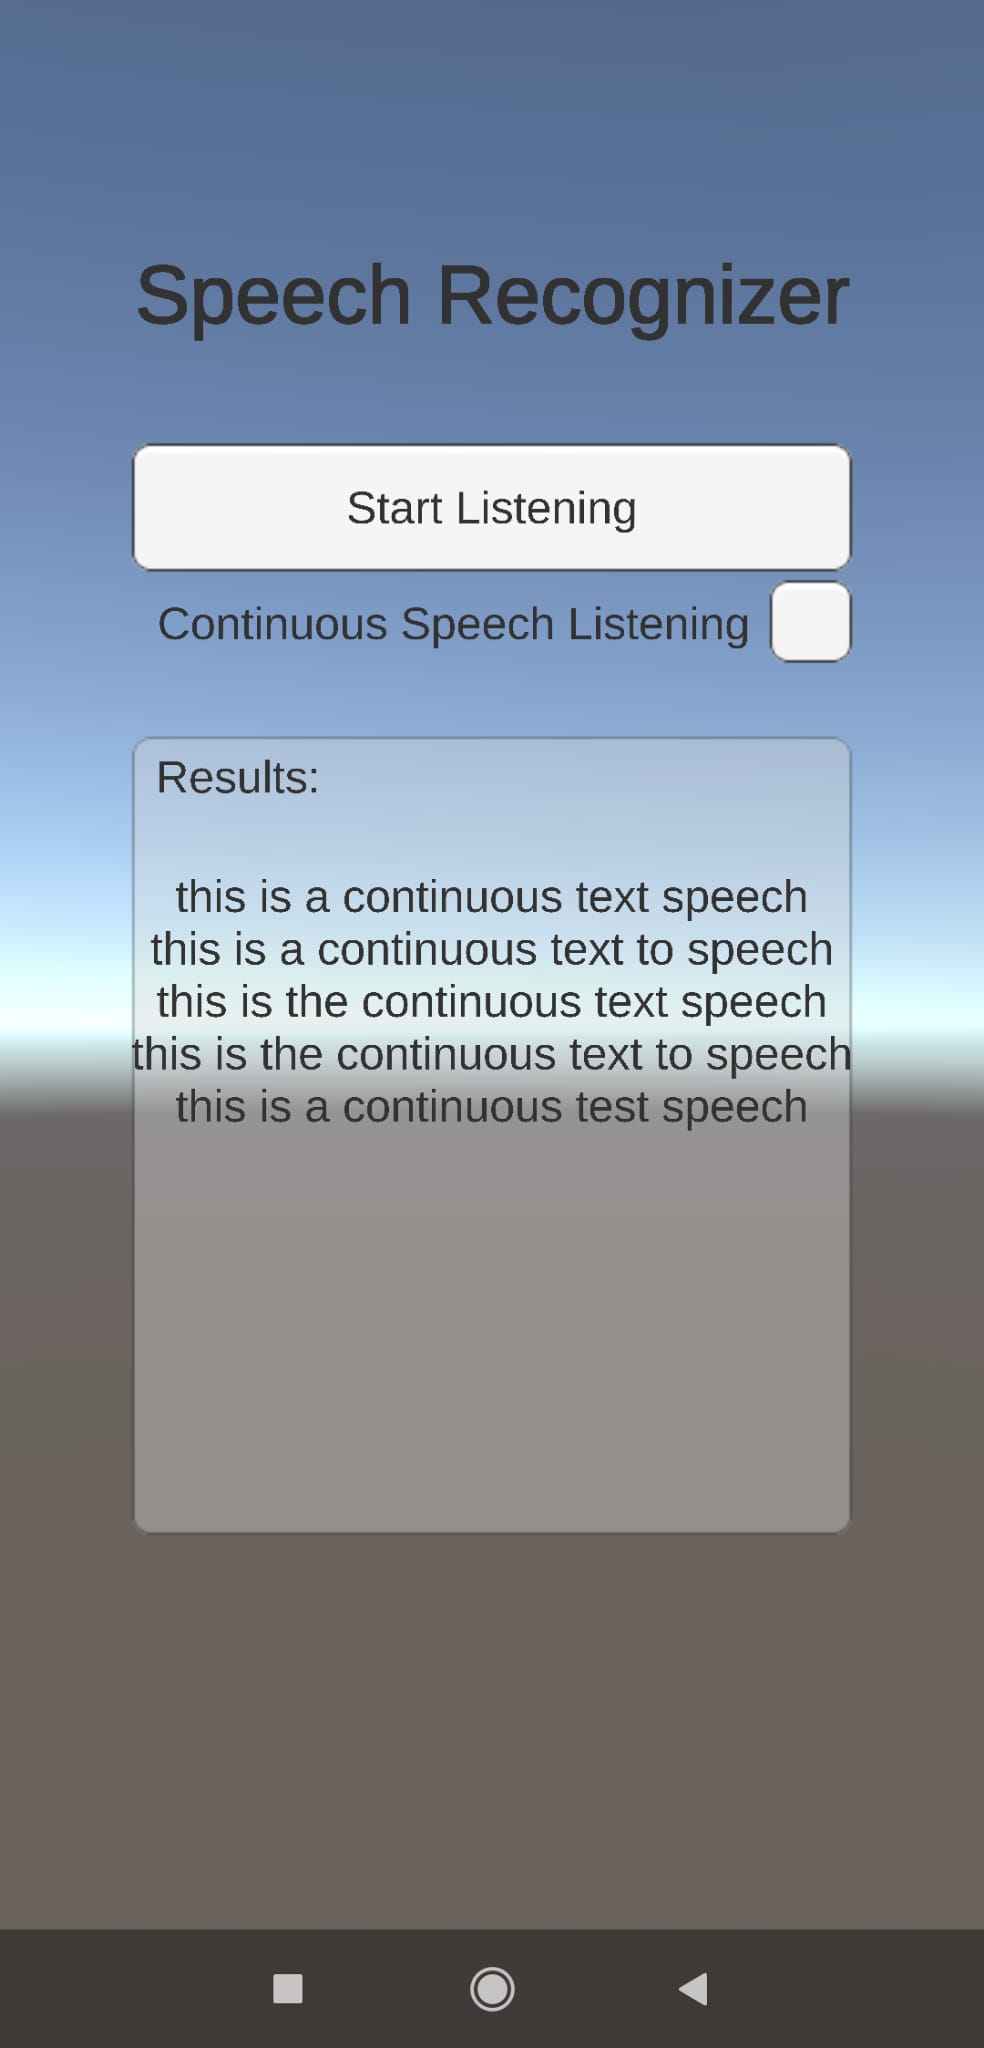 Speech Recognizer
Start Listening
Continuous Speech Listening
Results:
this is a continuous text speech
this is a continuous text to speech
this is the continuous text speech
this is the continuous text to speech
this is a continuous test speech